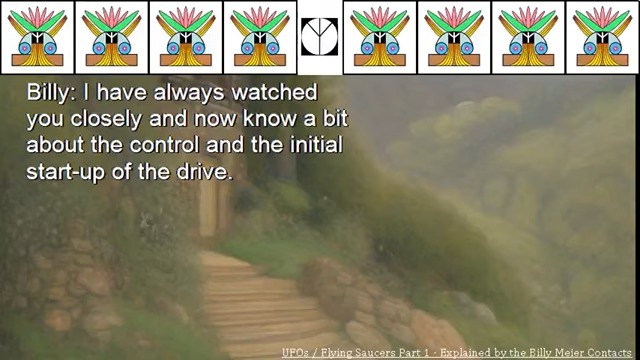 Billy: I have always watched
you closely and now know a bit
about the control and the initial
start-up of the drive.
UFOs / Flying Saucers Part 1 - Explained by the Billy Meier Contacts